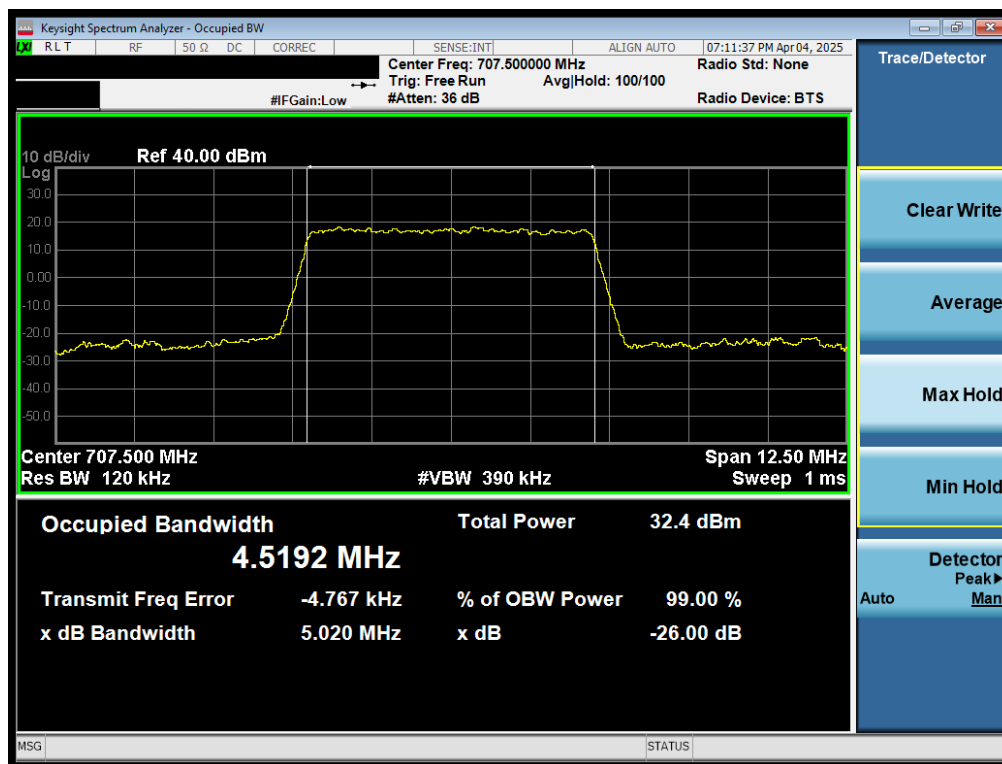 Keysight Spectrum Analyzer - Occupied BW
LXI RLT RF 50 Ω DC CORREC SENSE:INT ALIGN AUTO 07:11:37 PM Apr 04, 2025
Center Freq: 707.500000 MHz Radio Std: None
Trig: Free Run Avg|Hold: 100/100
#IFGain:Low #Atten: 36 dB Radio Device: BTS
Trace/Detector
10 dB/div Ref 40.00 dBm
Log
30.0
20.0
10.0
0.00
-10.0
-20.0
-30.0
-40.0
-50.0
Center 707.500 MHz Span 12.50 MHz
Res BW 120 kHz #VBW 390 kHz Sweep 1 ms
Occupied Bandwidth Total Power 32.4 dBm
4.5192 MHz
Transmit Freq Error -4.767 kHz % of OBW Power 99.00 %
x dB Bandwidth 5.020 MHz x dB -26.00 dB
Clear Write
Average
Max Hold
Min Hold
Detector
Peak▶
Auto Man
MSG STATUS